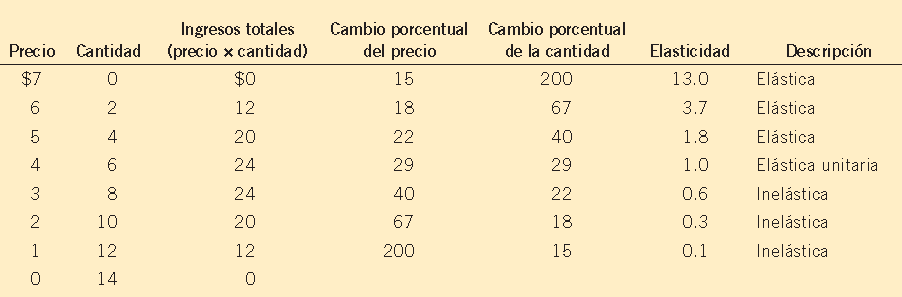 Ingresos totales Cambio porcentual Cambio porcentual
Precio Cantidad (precio × cantidad) del precio de la cantidad Elasticidad Descripción
$7 0 $0 15 200 13.0 Elástica
6 2 12 18 67 3.7 Elástica
5 4 20 22 40 1.8 Elástica
4 6 24 29 29 1.0 Elástica unitaria
3 8 24 40 22 0.6 Inelástica
2 10 20 67 18 0.3 Inelástica
1 12 12 200 15 0.1 Inelástica
0 14 0